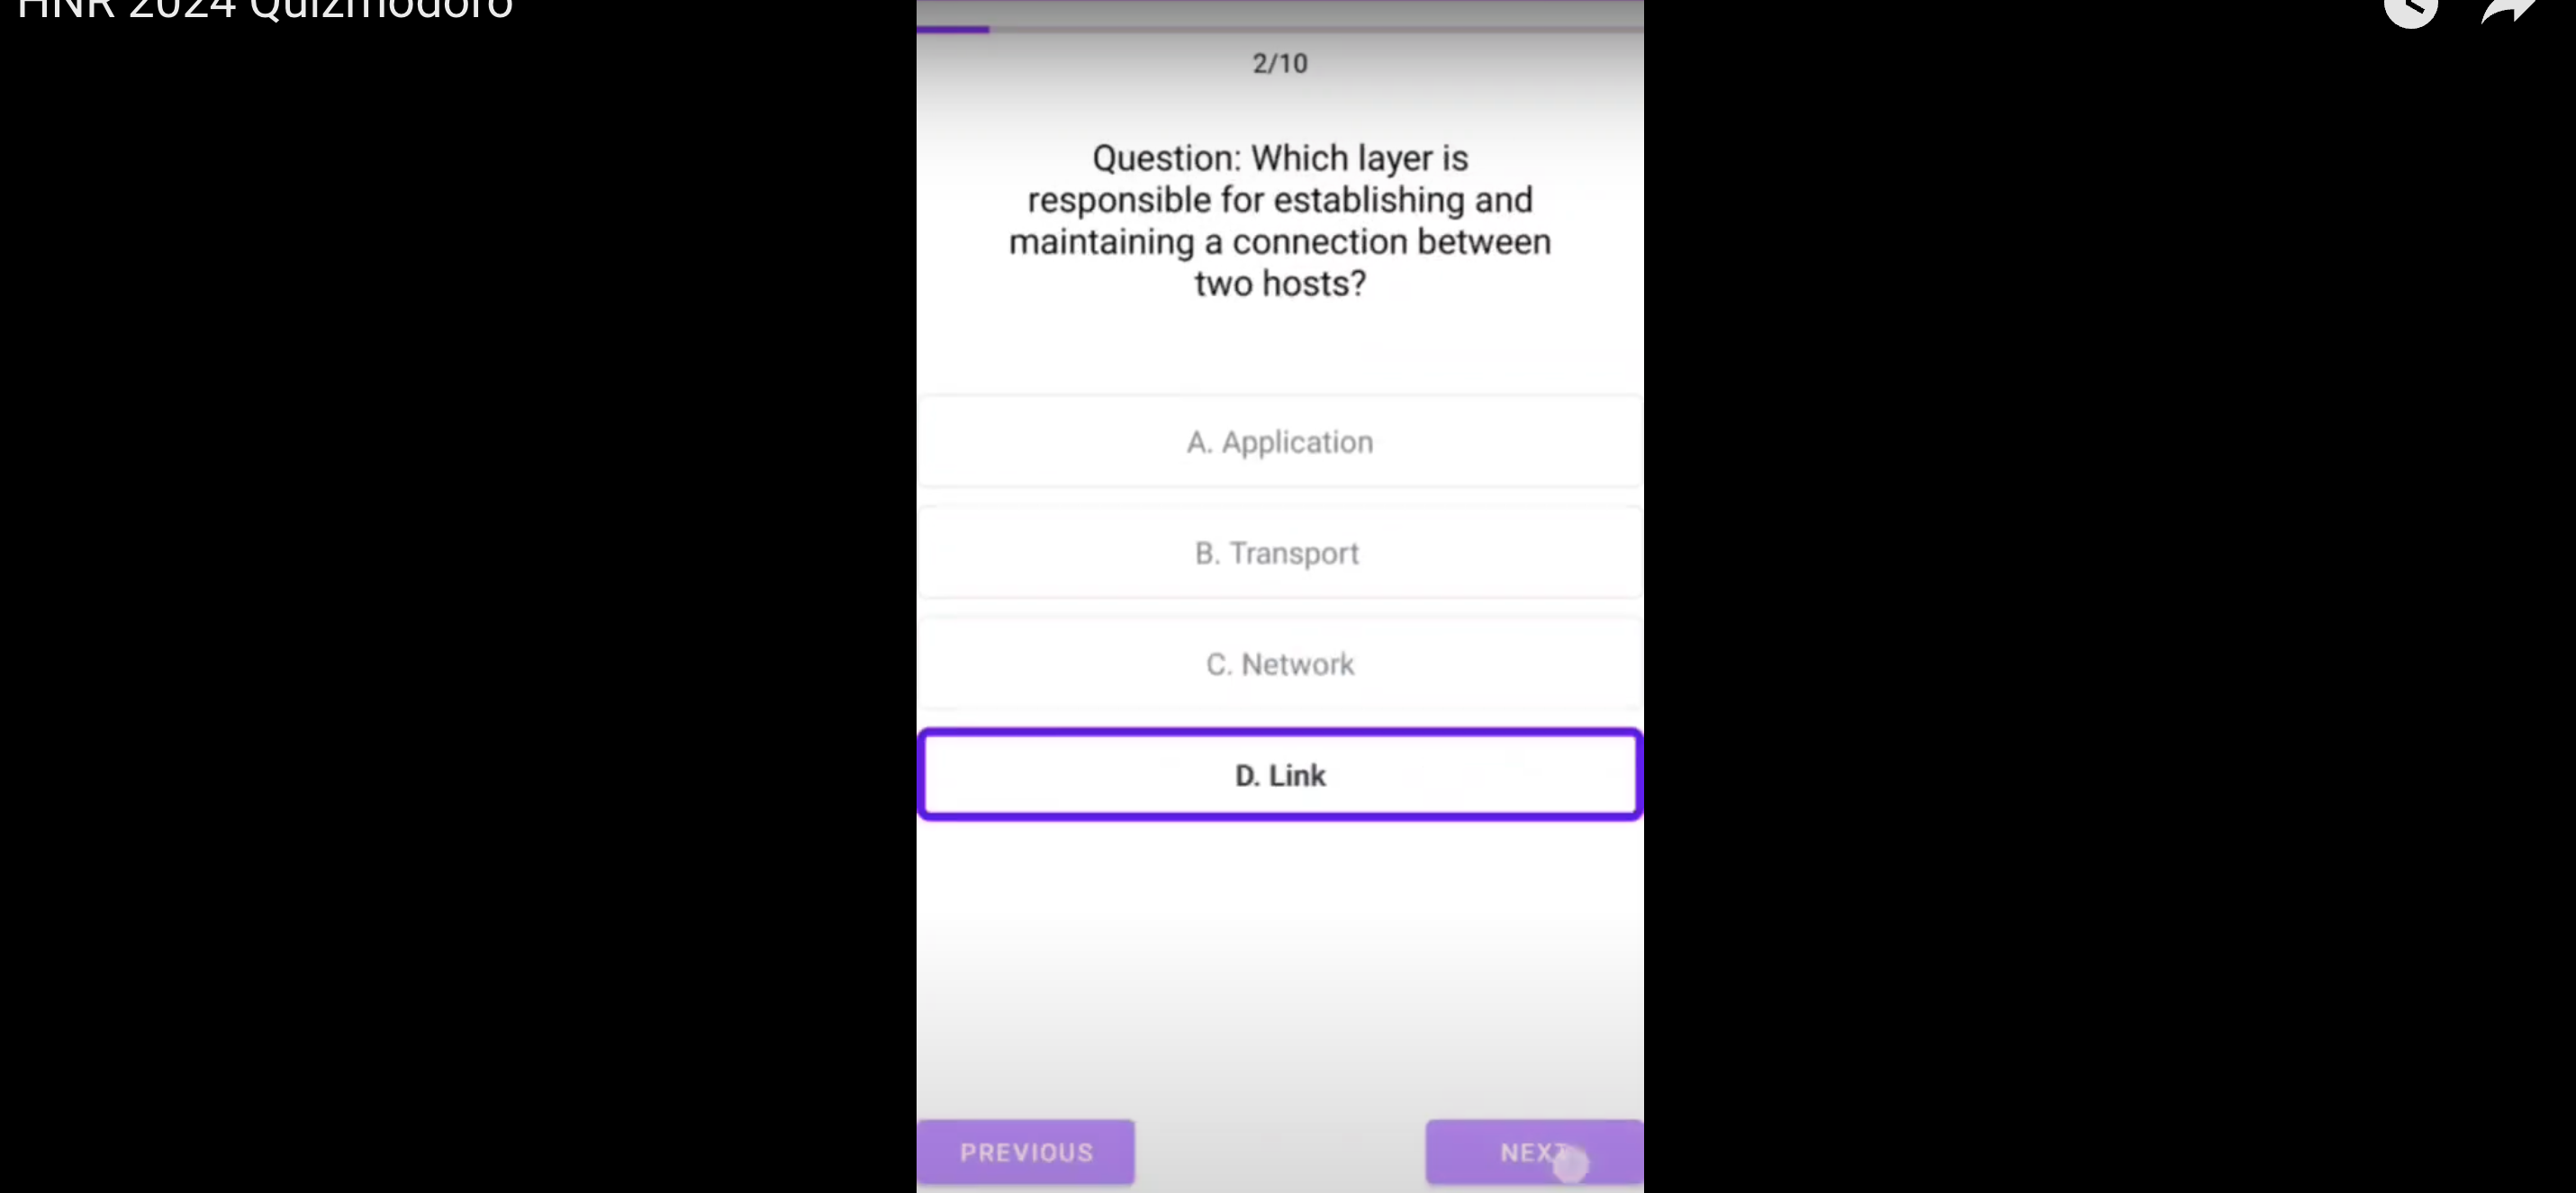 HNR 2024 Quizmodoro
2/10
Question: Which layer is
responsible for establishing and
maintaining a connection between
two hosts?
A. Application
B. Transport
C. Network
D. Link
PREVIOUS
NEXT